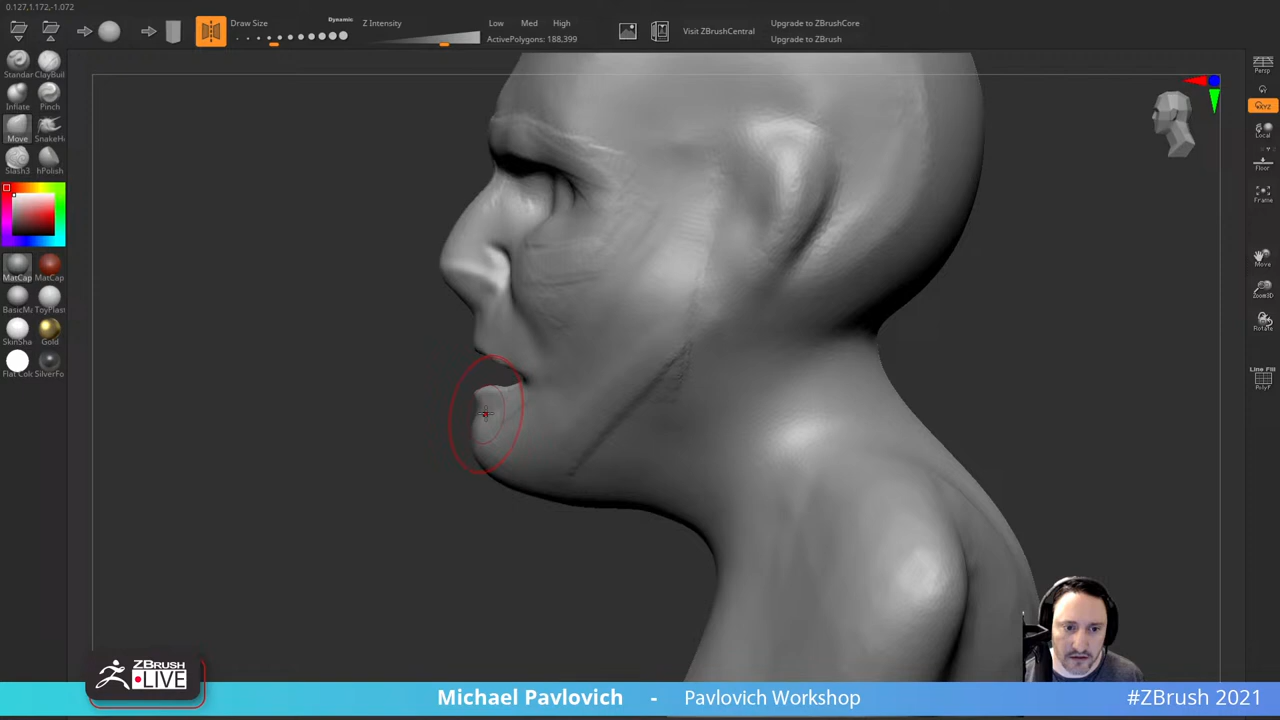 0.127,1.172,-1.072
Draw Size
Dynamic
Z Intensity
Low Med High
ActivePolygons: 188,399
Visit ZBrushCentral
Upgrade to ZBrushCore
Upgrade to ZBrush
Standar ClayBuil
Inflate Pinch
Move SnakeH
Slash3 hPolish
MatCap MatCap
BasicMa ToyPlast
SkinSha Gold
Flat Colo SilverFo
Persp
XYZ
Local
Floor
Frame
Move
Zoom3D
Rotate
Line Fill
PolyF
ZBRUSH
LIVE
Michael Pavlovich - Pavlovich Workshop #ZBrush 2021